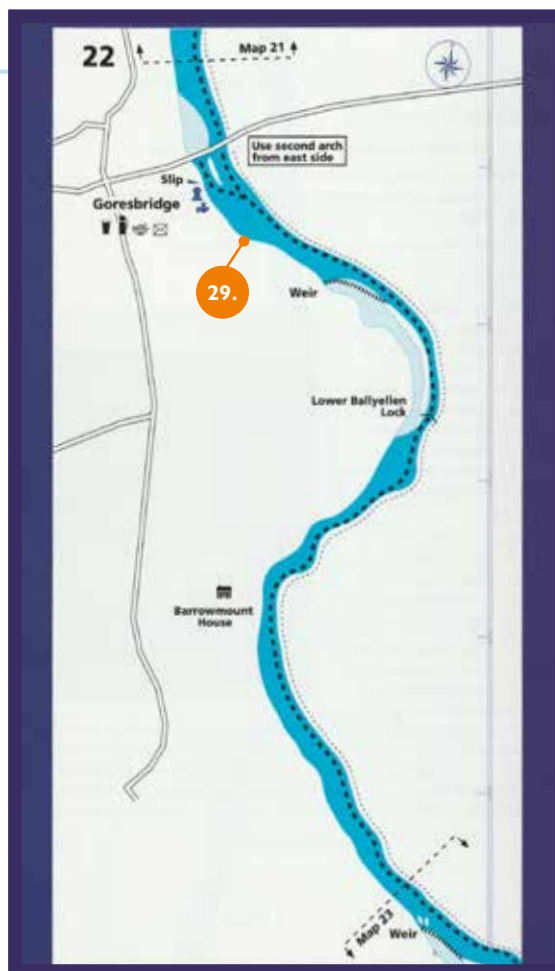 22
Map 21
Use second arch
from east side
Slip
Goresbridge
29.
Weir
Lower Ballyellen
Lock
Barrowmount
House
Map 23
Weir